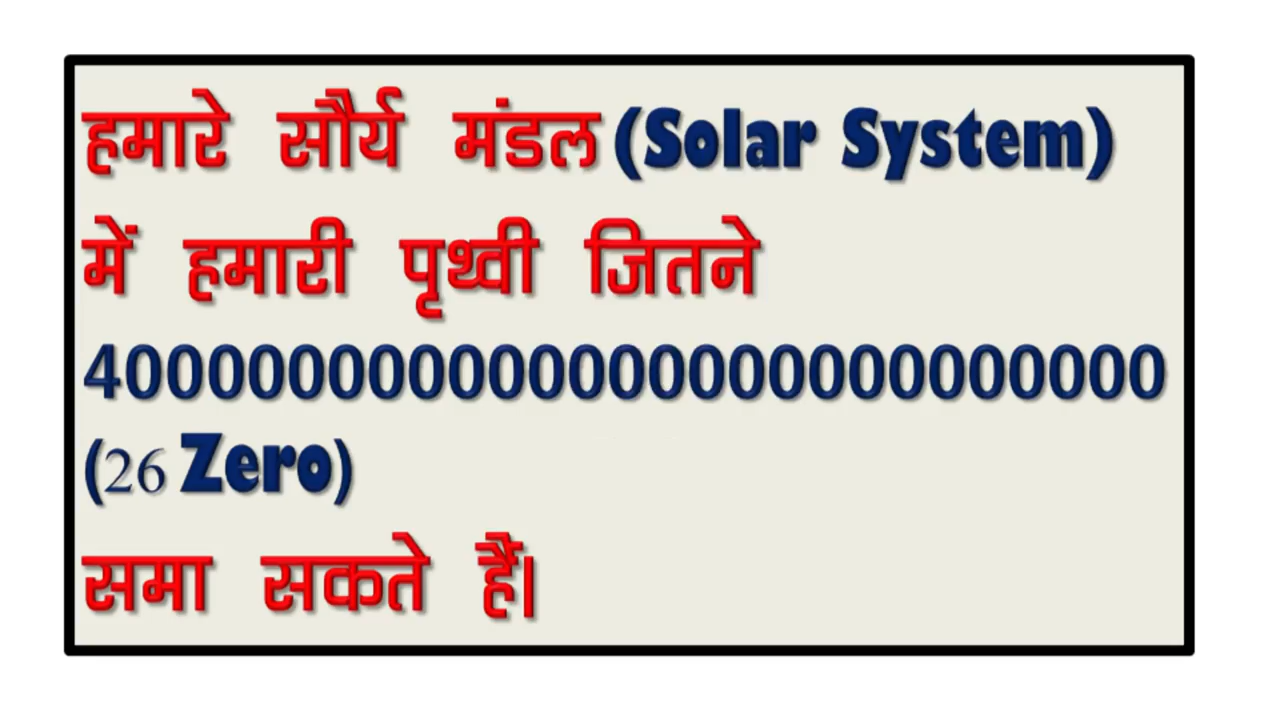 हमारे सौर्य मंडल (Solar System)
में हमारी पृथ्वी जितने
400000000000000000000000000
(26 Zero)
समा सकते हैं।